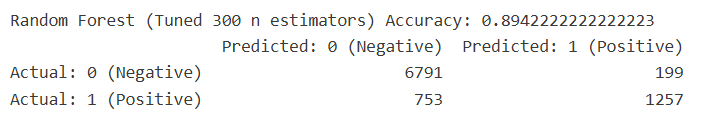 Random Forest (Tuned 300 n estimators) Accuracy: 0.8942222222222223
Predicted: 0 (Negative) Predicted: 1 (Positive)
Actual: 0 (Negative) 6791 199
Actual: 1 (Positive) 753 1257